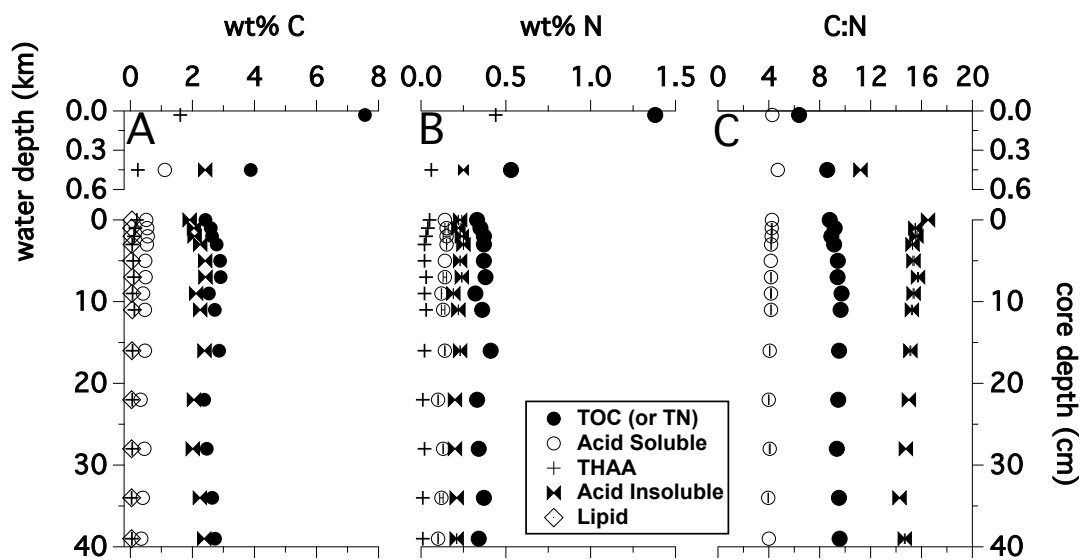 wt% C wt% N C:N
0 2 4 6 8 0.0 0.5 1.0 1.5 0 4 8 12 16 20
water depth (km)
0.0 0.0
A B C
0.3 0.3
0.6 0.6
0 0
10 10
20 20
30 30
40 40
core depth (cm)
TOC (or TN)
Acid Soluble
THAA
Acid Insoluble
Lipid